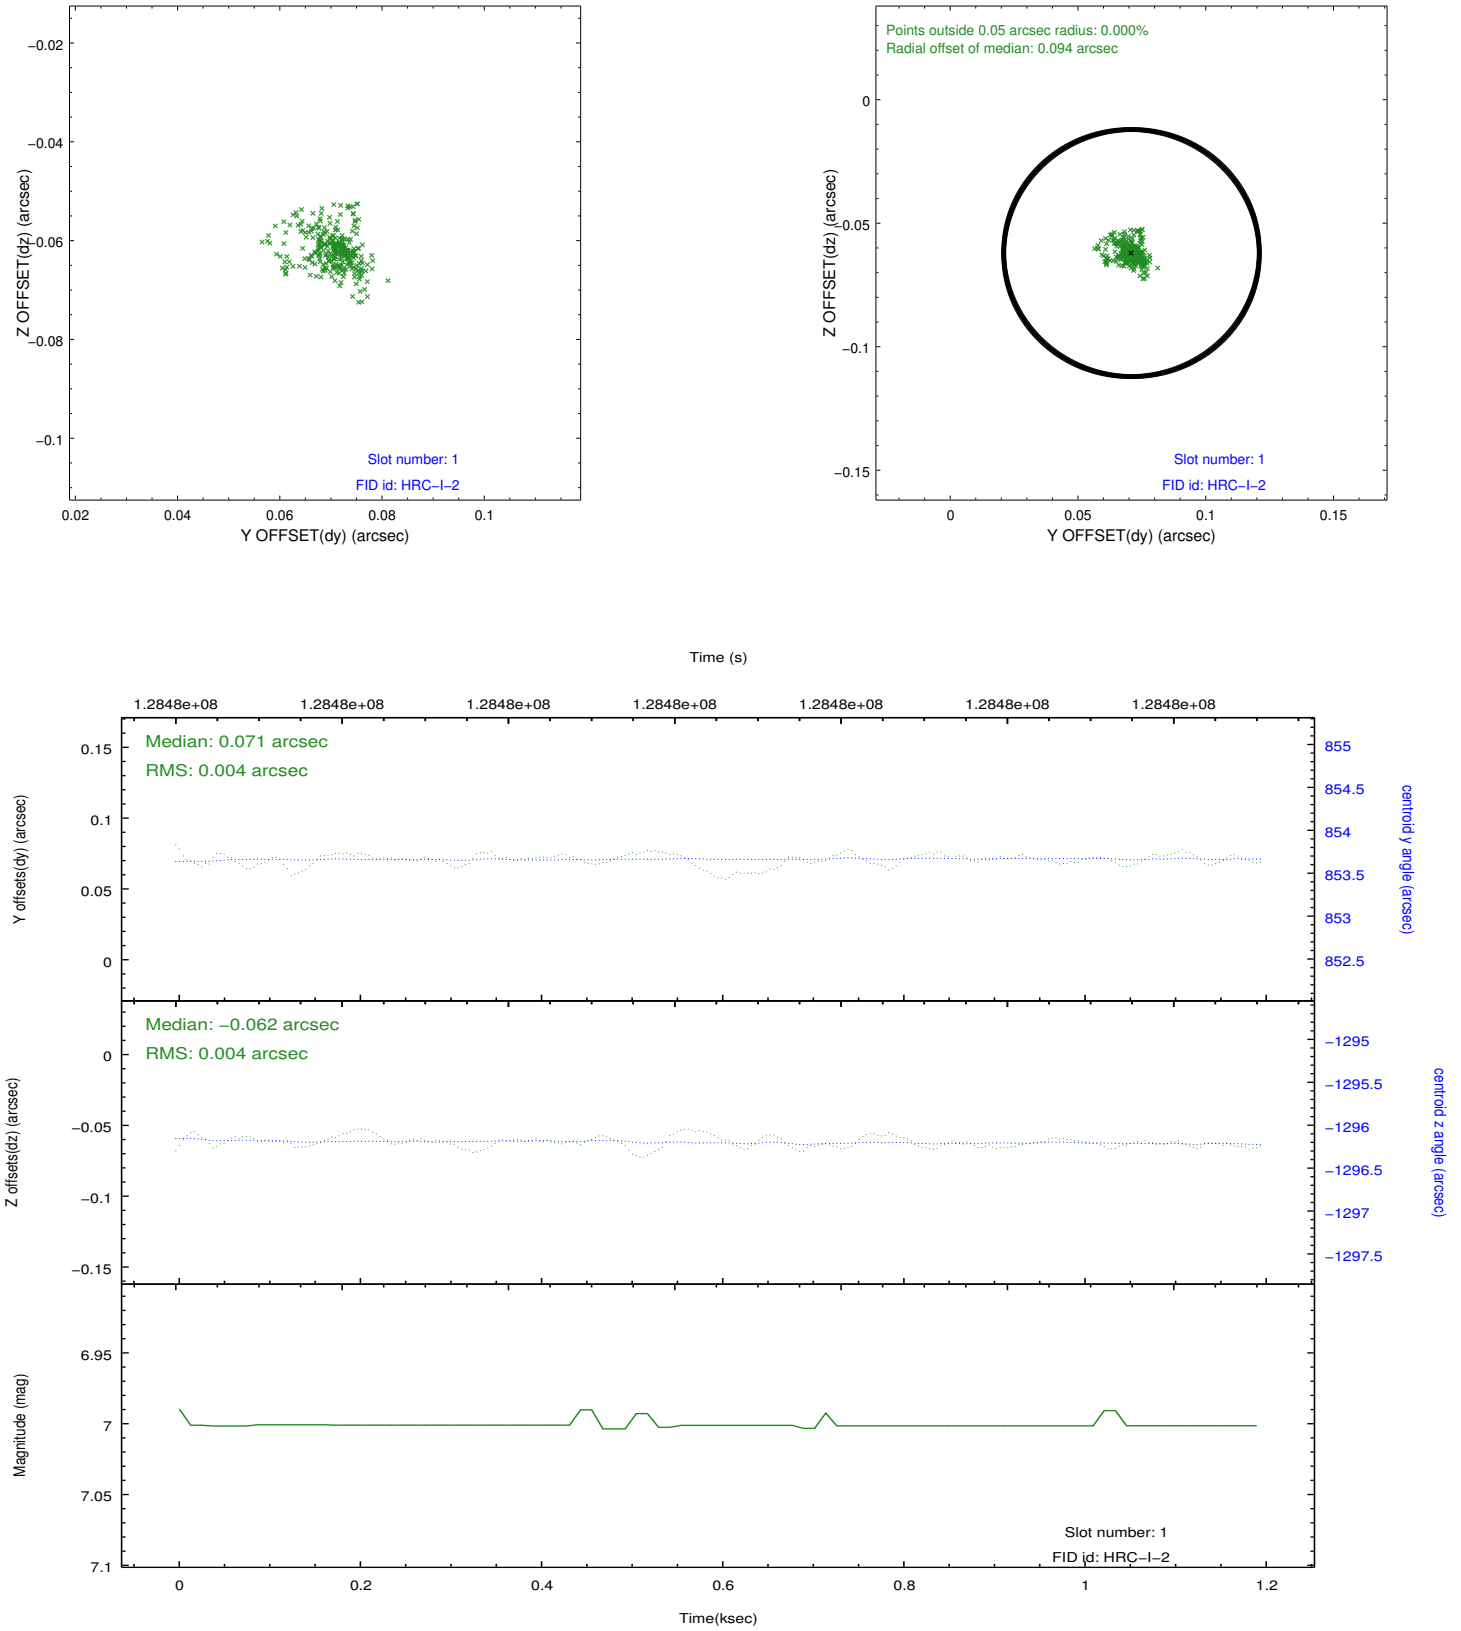 −0.02
−0.04
−0.06
−0.08
−0.1
Z OFFSET(dz) (arcsec)
Slot number: 1
FID id: HRC−I−2
0.02 0.04 0.06 0.08 0.1
Y OFFSET(dy) (arcsec)
Points outside 0.05 arcsec radius: 0.000%
Radial offset of median: 0.094 arcsec
0
−0.05
−0.1
−0.15
Z OFFSET(dz) (arcsec)
Slot number: 1
FID id: HRC−I−2
0 0.05 0.1 0.15
Y OFFSET(dy) (arcsec)
Time (s)
1.2848e+08 1.2848e+08 1.2848e+08 1.2848e+08 1.2848e+08 1.2848e+08 1.2848e+08
Median: 0.071 arcsec
RMS: 0.004 arcsec
0.15
0.1
0.05
0
Y offsets(dy) (arcsec)
855
854.5
854
853.5
853
852.5
centroid y angle (arcsec)
Median: −0.062 arcsec
RMS: 0.004 arcsec
0
−0.05
−0.1
−0.15
Z offsets(dz) (arcsec)
−1295
−1295.5
−1296
−1296.5
−1297
−1297.5
centroid z angle (arcsec)
6.95
7
7.05
7.1
Magnitude (mag)
Slot number: 1
FID id: HRC−I−2
0 0.2 0.4 0.6 0.8 1 1.2
Time(ksec)